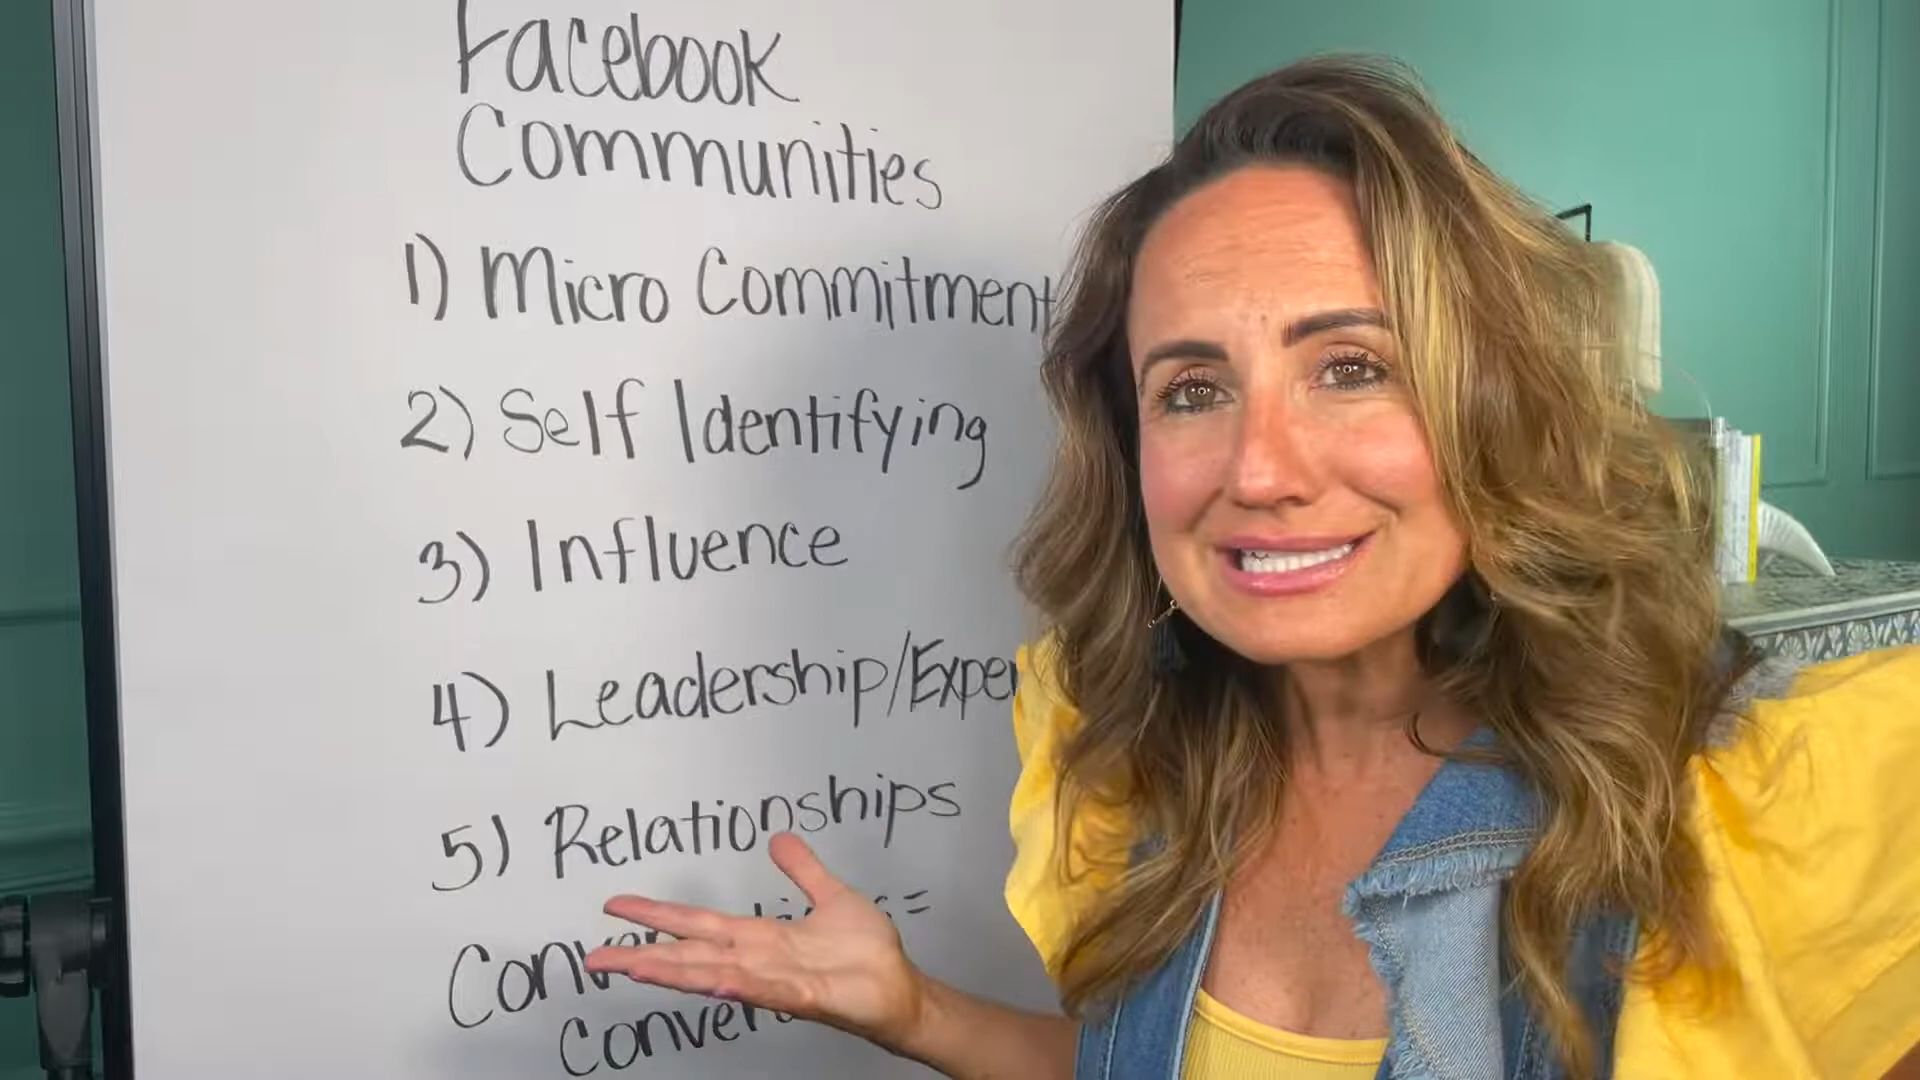 Facebook
Communities
1) Micro Commitment
2) Self Identifying
3) Influence
4) Leadership/Exper
5) Relationships